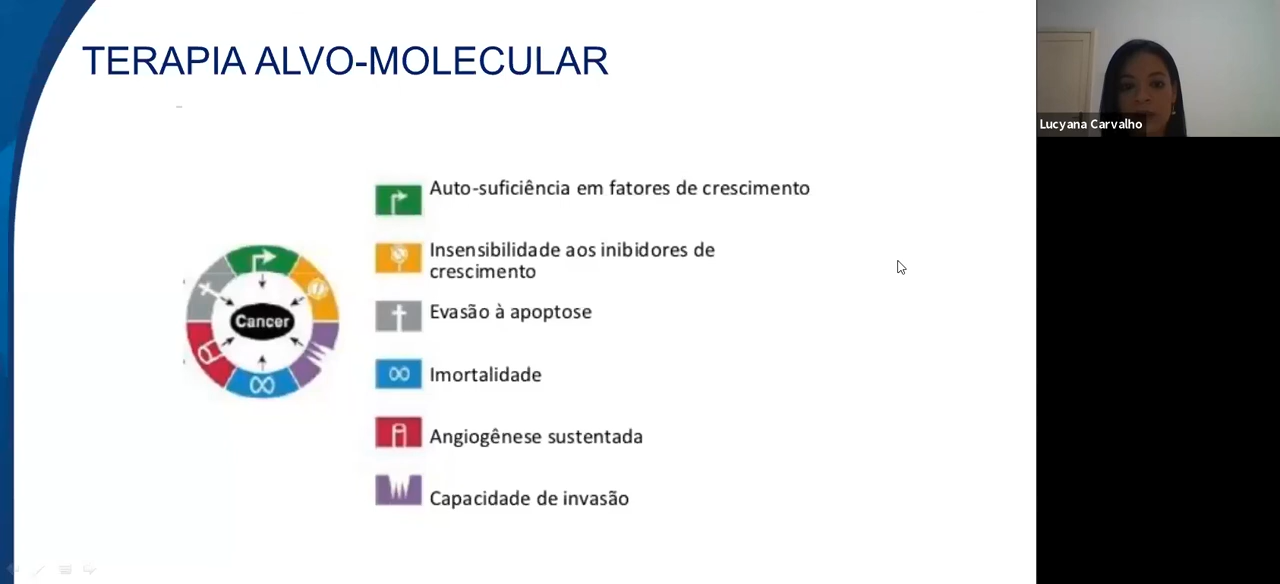 TERAPIA ALVO-MOLECULAR
Lucyana Carvalho
Auto-suficiência em fatores de crescimento
Insensibilidade aos inibidores de
crescimento
Evasão à apoptose
Cancer
Imortalidade
Angiogênese sustentada
Capacidade de invasão